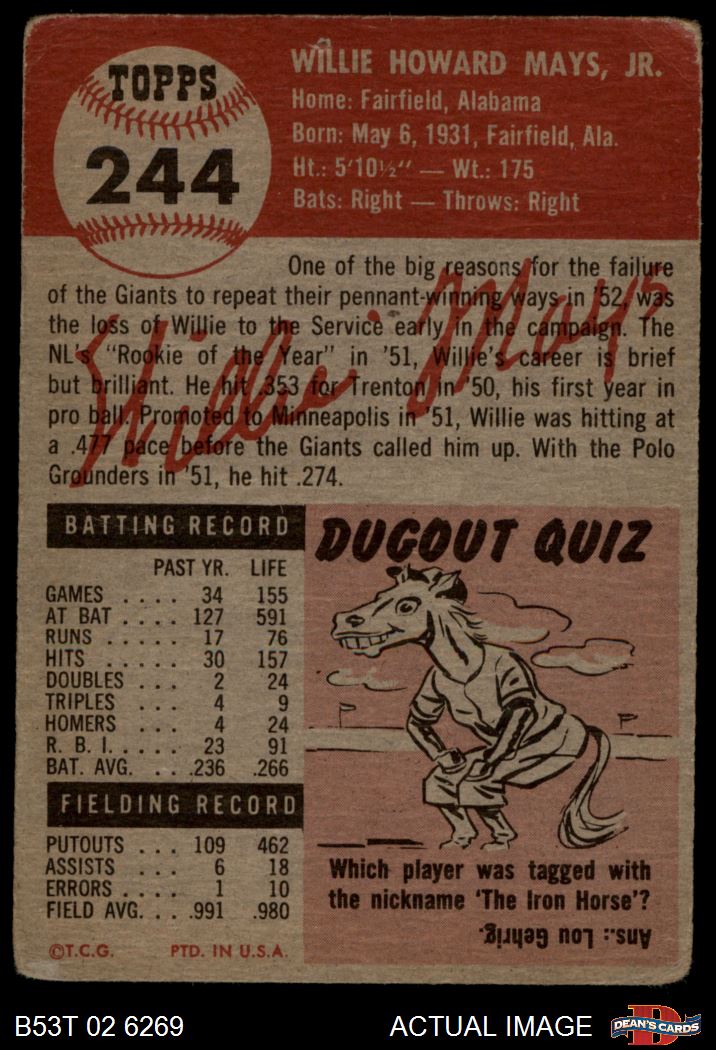 TOPPS
244
WILLIE HOWARD MAYS, JR.
Home: Fairfield, Alabama
Born: May 6, 1931, Fairfield, Ala.
Ht.: 5'10½" — Wt.: 175
Bats: Right — Throws: Right
One of the big reasons for the failure
of the Giants to repeat their pennant-winning ways in '52, was
the loss of Willie to the Service early in the campaign. The
NL's "Rookie of the Year" in '51, Willie's career is brief
but brilliant. He hit .353 for Trenton in '50, his first year in
pro ball. Promoted to Minneapolis in '51, Willie was hitting at
a .477 pace before the Giants called him up. With the Polo
Grounders in '51, he hit .274.
Willie Mays
BATTING RECORD
PAST YR. LIFE
GAMES .... 34 155
AT BAT .... 127 591
RUNS ..... 17 76
HITS ..... 30 157
DOUBLES ... 2 24
TRIPLES ... 4 9
HOMERS ... 4 24
R. B. I. .... 23 91
BAT. AVG. ... .236 .266
FIELDING RECORD
PUTOUTS ... 109 462
ASSISTS .... 6 18
ERRORS .... 1 10
FIELD AVG. .. .991 .980
©T.C.G. PTD. IN U.S.A.
DUGOUT QUIZ
Which player was tagged with
the nickname 'The Iron Horse'?
Ans.: Lou Gehrig.
B53T 02 6269 ACTUAL IMAGE DEAN'S CARDS